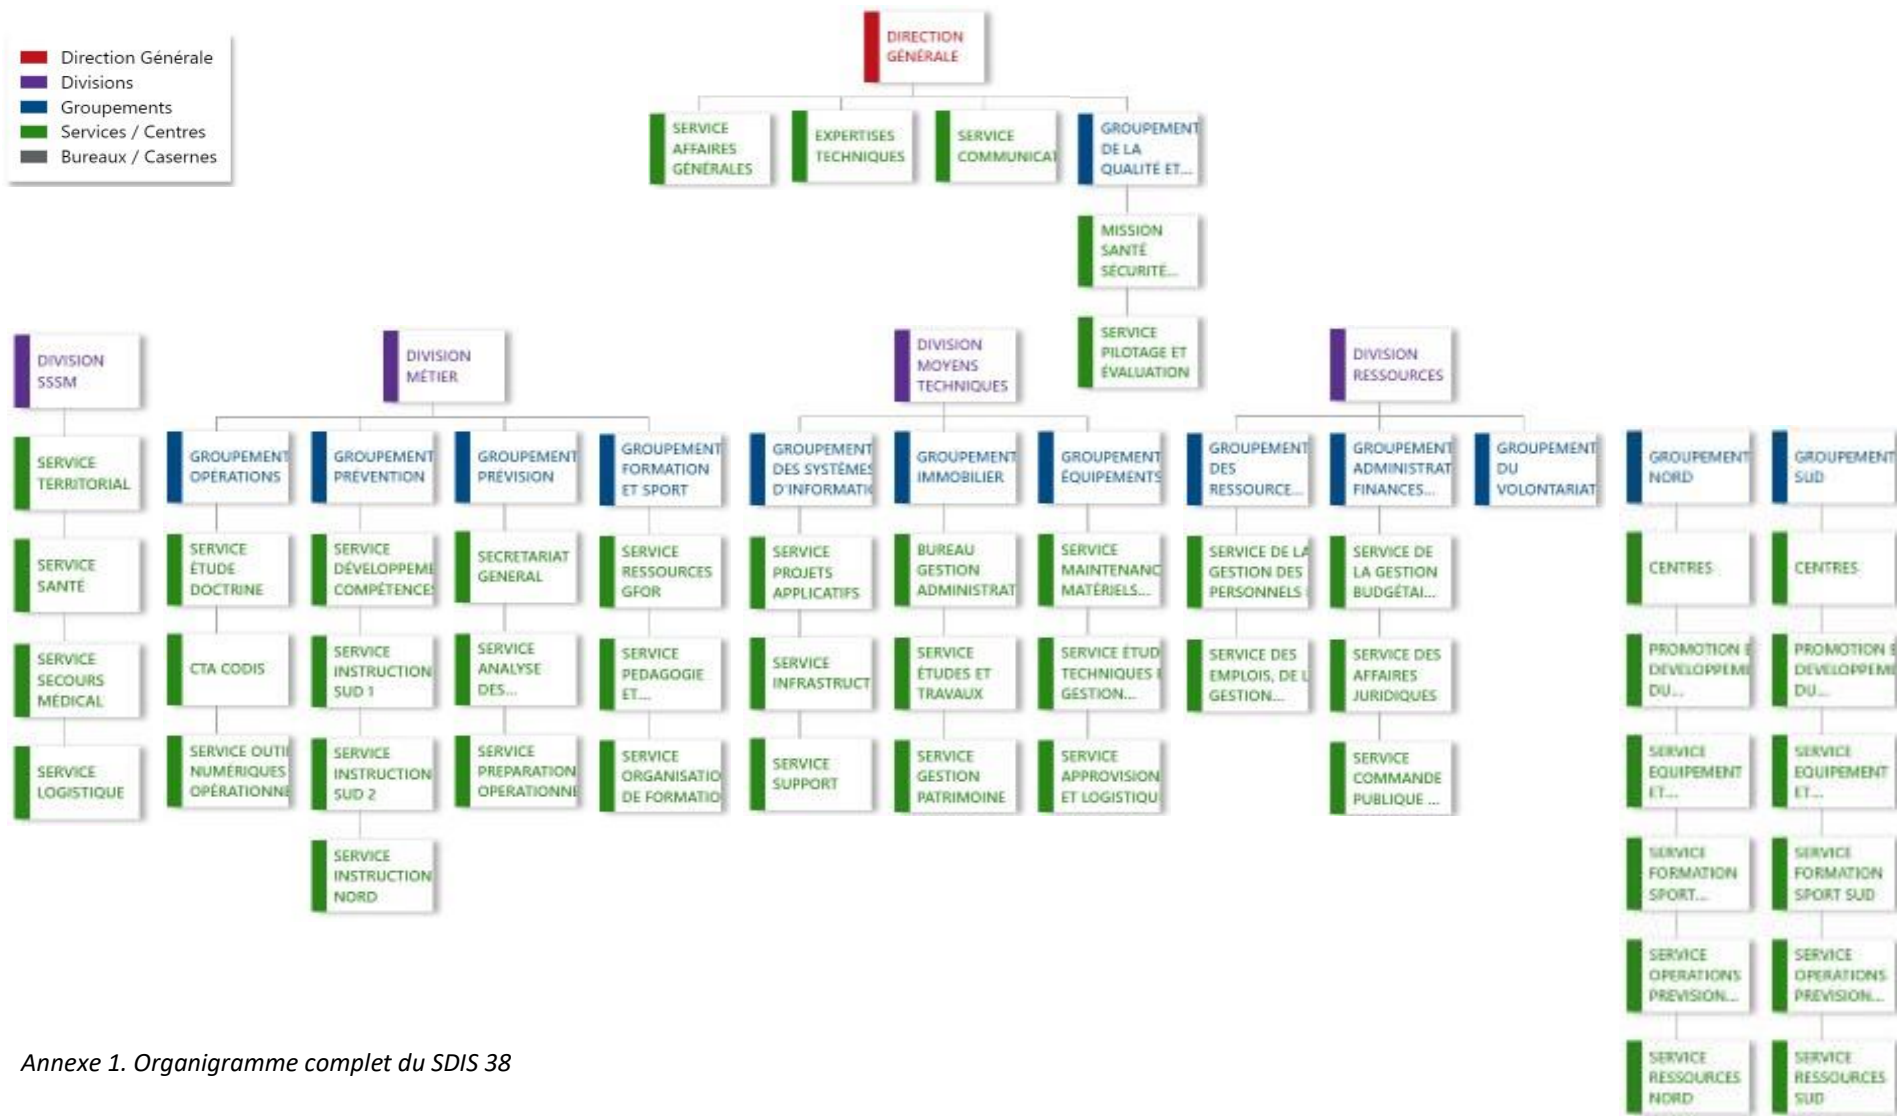 DIRECTION
GÉNÉRALE
Direction Générale
Divisions
Groupements
Services / Centres
Bureaux / Casernes
SERVICE
AFFAIRES
GÉNÉRALES
EXPERTISES
TECHNIQUES
SERVICE
COMMUNICAT
GROUPEMENT
DE LA
QUALITÉ ET...
MISSION
SANTÉ
SÉCURITÉ...
SERVICE
PILOTAGE ET
ÉVALUATION
DIVISION
SSSM
SERVICE
TERRITORIAL
SERVICE
SANTÉ
SERVICE
SECOURS
MÉDICAL
SERVICE
LOGISTIQUE
DIVISION
MÉTIER
GROUPEMENT
OPÉRATIONS
SERVICE
ÉTUDE
DOCTRINE
CTA CODIS
SERVICE OUTI
NUMÉRIQUES
OPÉRATIONNE
GROUPEMENT
PRÉVENTION
SERVICE
DÉVELOPPEME
COMPÉTENCES
SERVICE
INSTRUCTION
SUD 1
SERVICE
INSTRUCTION
SUD 2
SERVICE
INSTRUCTION
NORD
GROUPEMENT
PRÉVISION
SECRETARIAT
GENERAL
SERVICE
ANALYSE
DES...
SERVICE
PREPARATION
OPERATIONNE
GROUPEMENT
FORMATION
ET SPORT
SERVICE
RESSOURCES
GFOR
SERVICE
PEDAGOGIE
ET...
SERVICE
ORGANISATIO
DE FORMATIO
DIVISION
MOYENS
TECHNIQUES
GROUPEMENT
DES SYSTÈMES
D'INFORMATI
SERVICE
PROJETS
APPLICATIFS
SERVICE
INFRASTRUCT
SERVICE
SUPPORT
GROUPEMENT
IMMOBILIER
BUREAU
GESTION
ADMINISTRAT
SERVICE
ÉTUDES ET
TRAVAUX
SERVICE
GESTION
PATRIMOINE
GROUPEMENT
ÉQUIPEMENTS
SERVICE
MAINTENANC
MATÉRIELS...
SERVICE ÉTUD
TECHNIQUES
GESTION...
SERVICE
APPROVISION
ET LOGISTIQU
DIVISION
RESSOURCES
GROUPEMENT
DES
RESSOURCE...
SERVICE DE LA
GESTION DES
PERSONNELS
SERVICE DES
EMPLOIS, DE L
GESTION...
GROUPEMENT
ADMINISTRAT
FINANCES...
SERVICE DE
LA GESTION
BUDGÉTAI...
SERVICE DES
AFFAIRES
JURIDIQUES
SERVICE
COMMANDE
PUBLIQUE ...
GROUPEMENT
DU
VOLONTARIAT
GROUPEMENT
NORD
CENTRES
PROMOTION E
DEVELOPPEME
DU...
SERVICE
EQUIPEMENT
ET...
SERVICE
FORMATION
SPORT...
SERVICE
OPERATIONS
PREVISION...
SERVICE
RESSOURCES
NORD
GROUPEMENT
SUD
CENTRES
PROMOTION E
DEVELOPPEME
DU...
SERVICE
EQUIPEMENT
ET...
SERVICE
FORMATION
SPORT SUD
SERVICE
OPERATIONS
PREVISION...
SERVICE
RESSOURCES
SUD
Annexe 1. Organigramme complet du SDIS 38